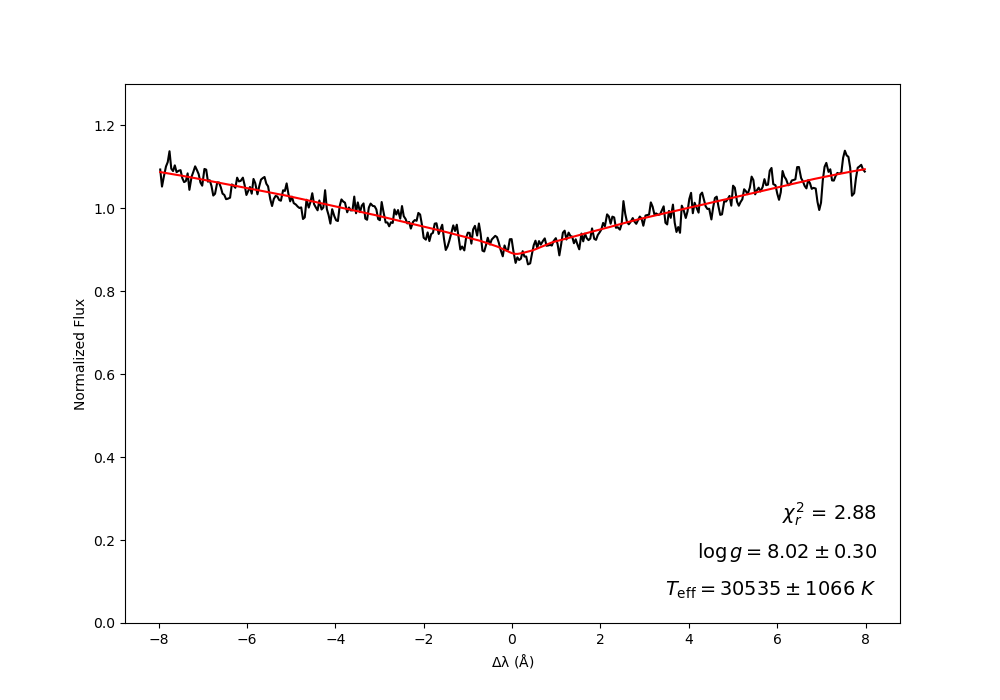 1.2
1.0
0.8
0.6
0.4
0.2
0.0
Normalized Flux
χ²ᵣ = 2.88
log g = 8.02 ± 0.30
T_eff = 30535 ± 1066 K
−8 −6 −4 −2 0 2 4 6 8
Δλ (Å)